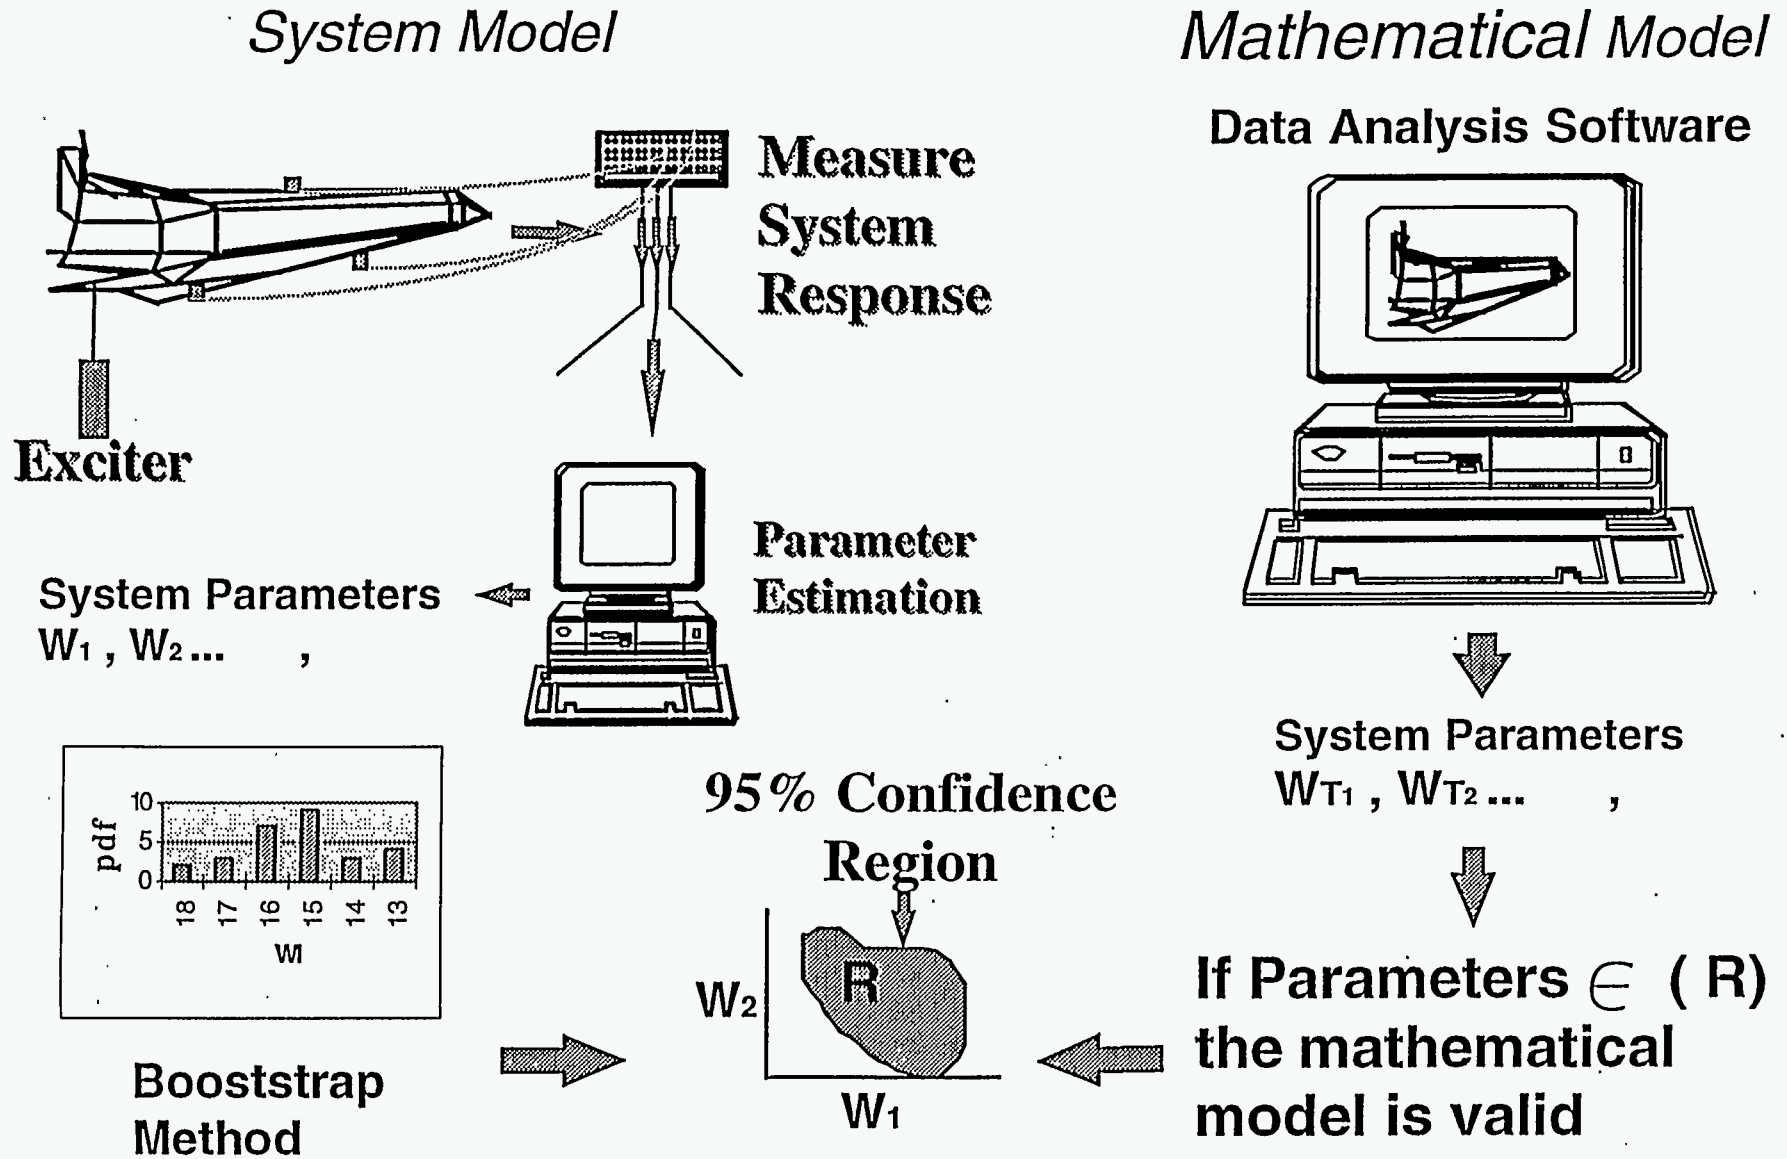 System Model
Mathematical Model
Data Analysis Software
Measure
System
Response
Exciter
Parameter
Estimation
System Parameters
W1 , W2 ... ,
System Parameters
WT1 , WT2 ... ,
10
5
0
pdf
18
17
16
15
14
13
WI
Booststrap
Method
95% Confidence
Region
R
W2
W1
If Parameters ∈ ( R)
the mathematical
model is valid